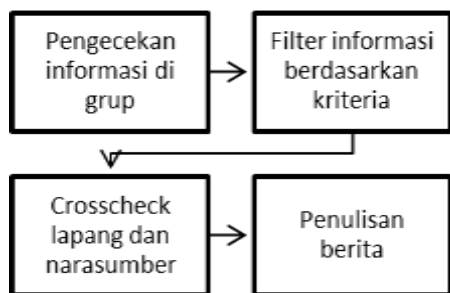 Pengecekan
informasi di
grup
Filter informasi
berdasarkan
kriteria
Crosscheck
lapang dan
narasumber
Penulisan
berita